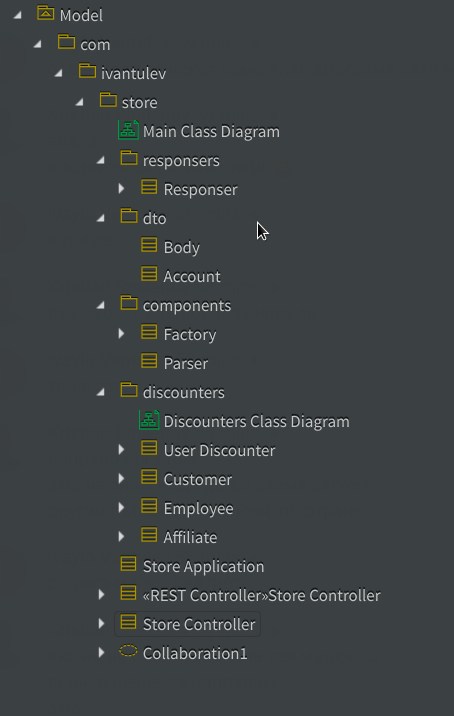 Model
com
ivantulev
store
Main Class Diagram
responsers
Responser
dto
Body
Account
components
Factory
Parser
discounters
Discounters Class Diagram
User Discounter
Customer
Employee
Affiliate
Store Application
«REST Controller»Store Controller
Store Controller
Collaboration1